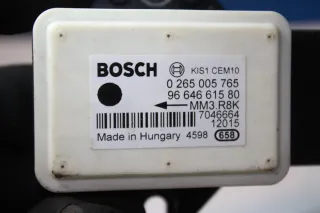 BOSCH KIS1 CEM10
0 265 005 765
96 646 615 80
MM3.R8K
7046664
12015
Made in Hungary 4598 658